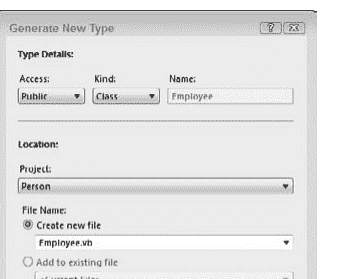 Generate New Type
Type Details:
Access: Kind: Name:
Public Class Employee
Location:
Project:
Person
File Name:
Create new file
Employee.vb
Add to existing file